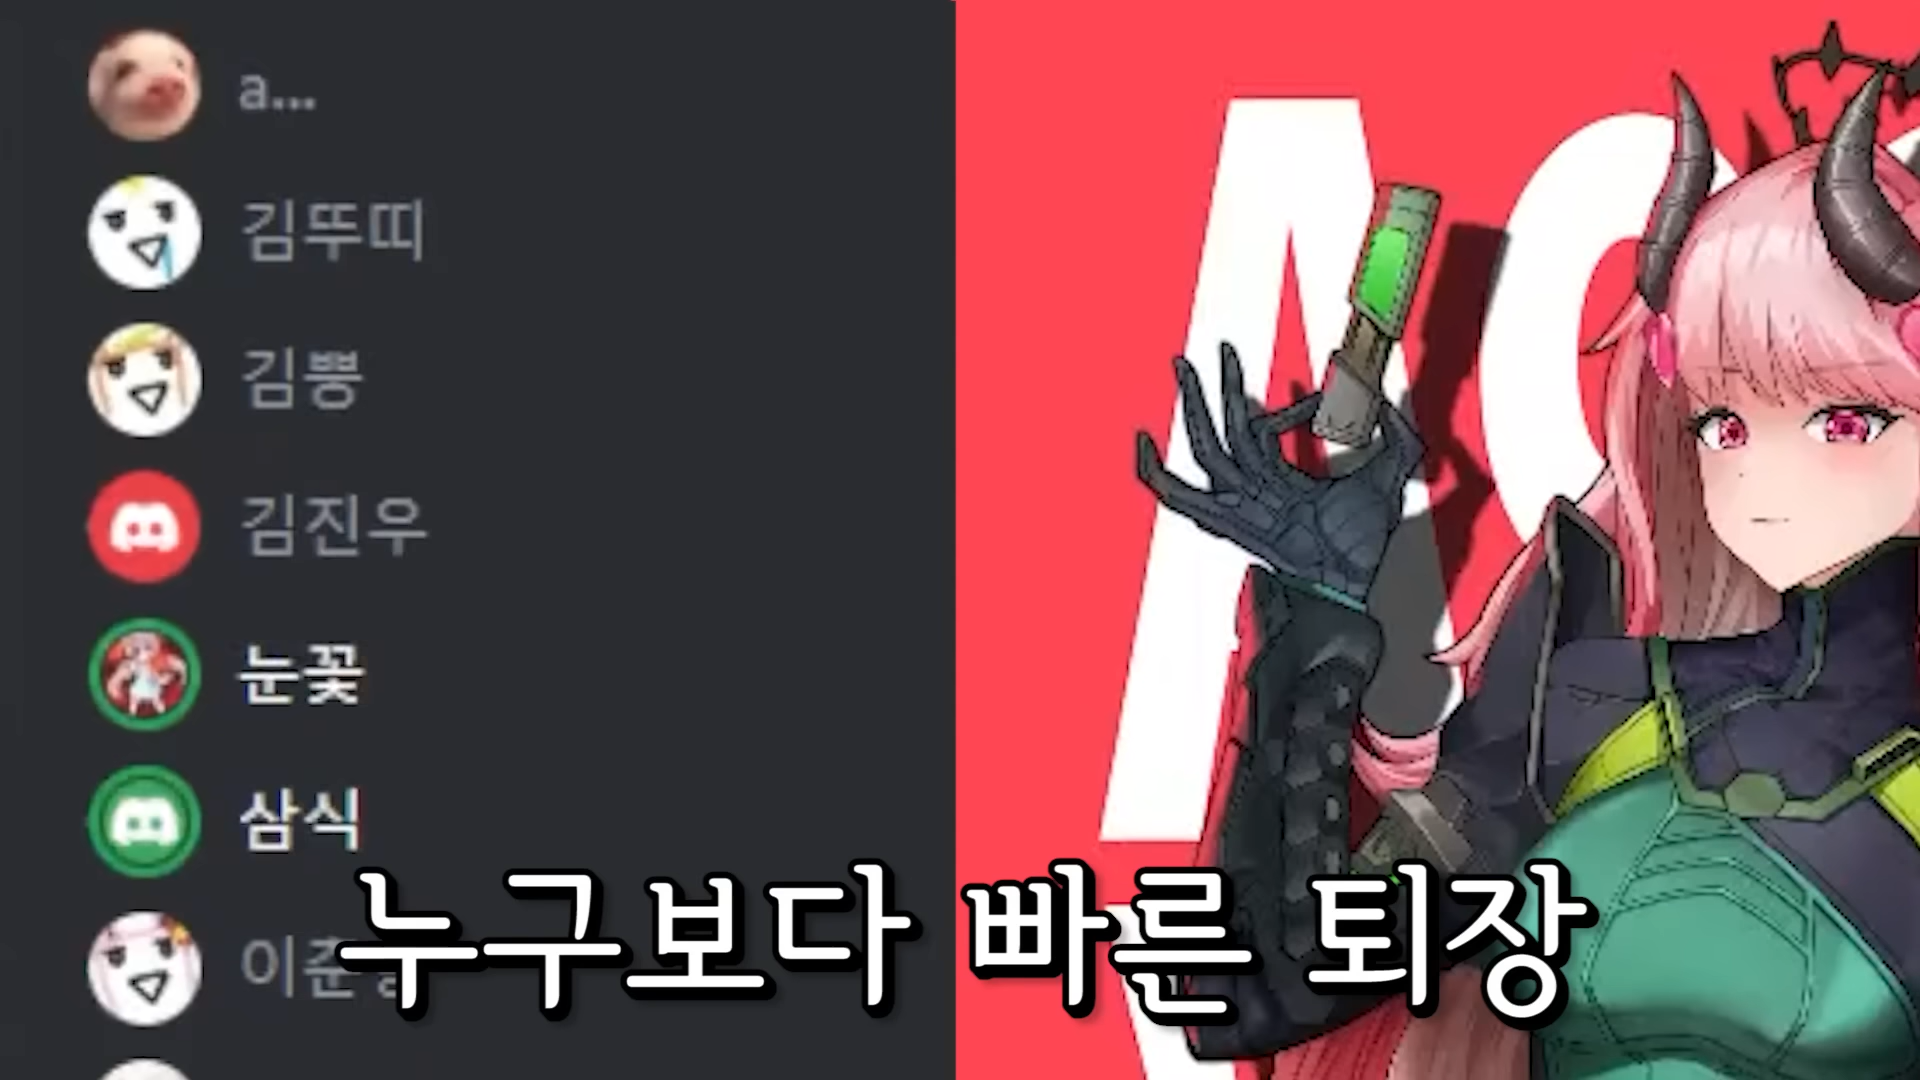 a...
김뚜띠
김뿡
김진우
눈꽃
삼식
누구보다 빠른 퇴장